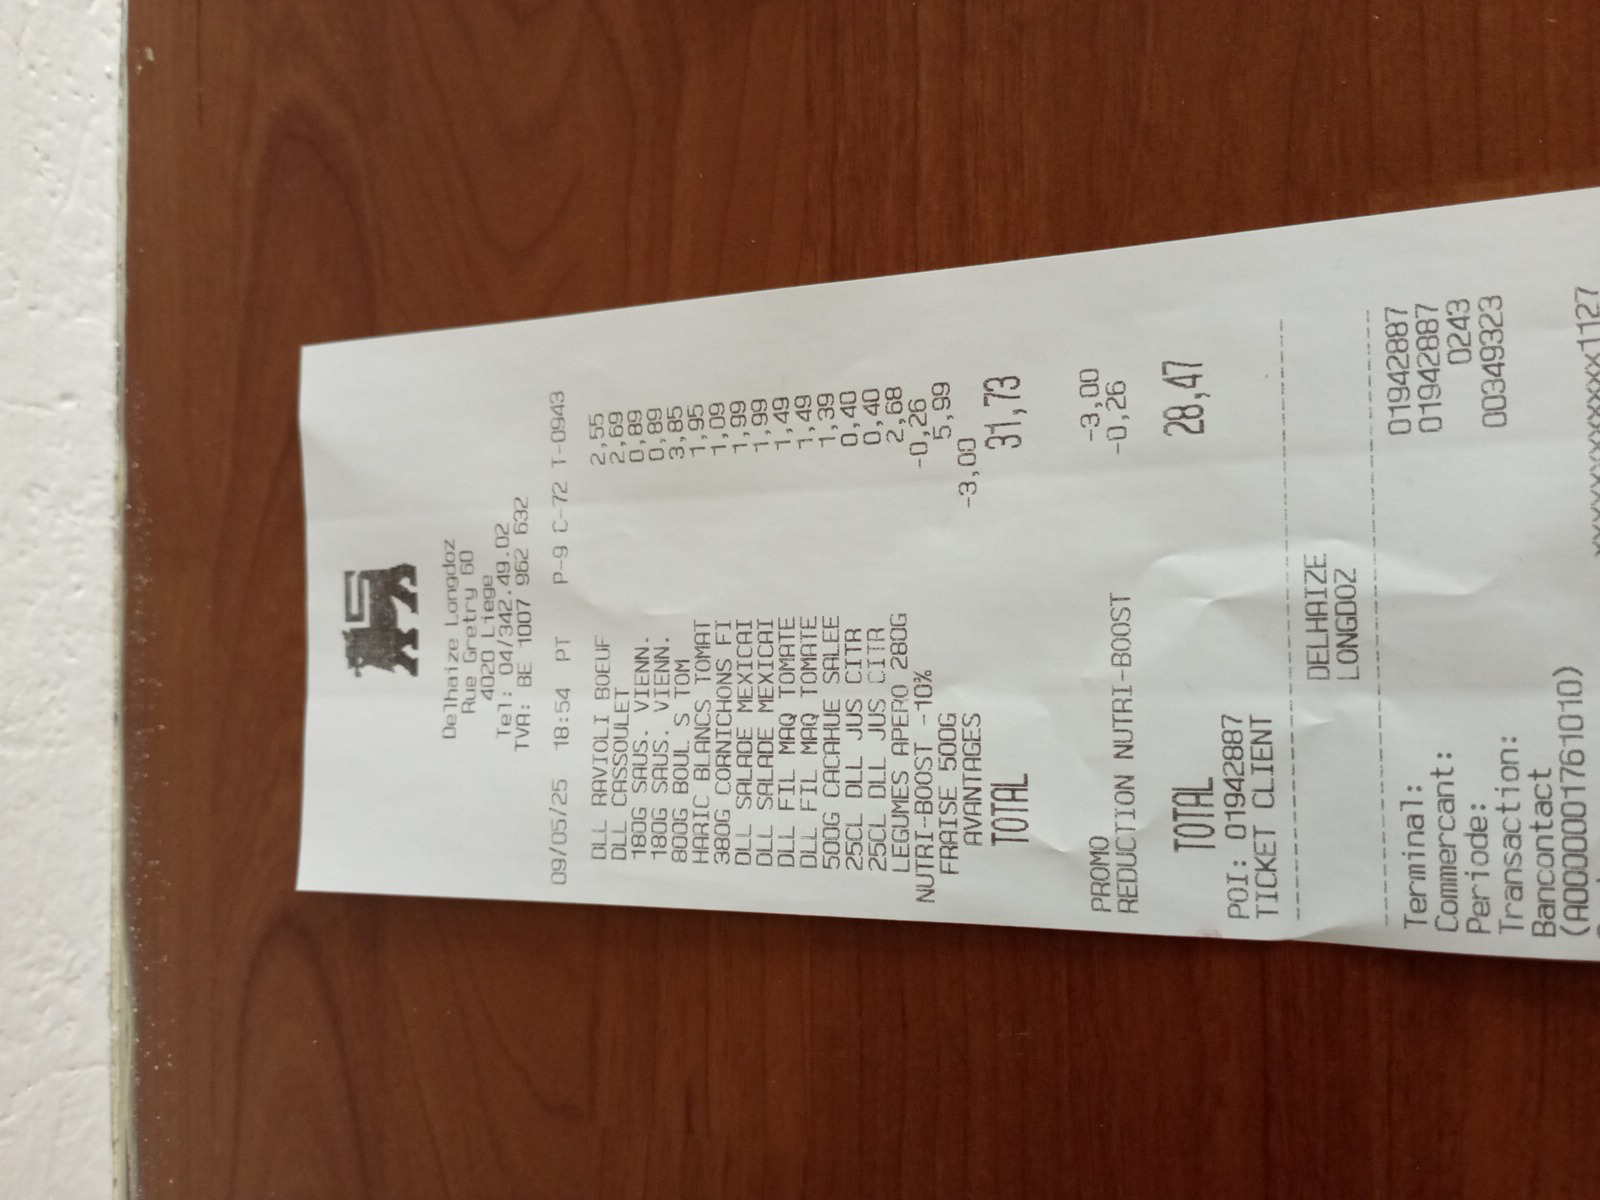 Delhaize Longdoz
Rue Gretry 60
4020 Liege
Tel: 04/342.49.02
TVA: BE 1007 962 632
09/05/25 18:54 PT P-9 C-72 T-0943
DLL RAVIOLI BOEUF 2,55
DLL CASSOULET 2,69
180G SAUS. VIENN. 0,89
180G SAUS. VIENN. 0,89
800G BOUL S TOM 3,85
HARIC BLANCS TOMAT 1,95
380G CORNICHONS FI 1,09
DLL SALADE MEXICAI 1,99
DLL SALADE MEXICAI 1,99
DLL FIL MAQ TOMATE 1,49
DLL FIL MAQ TOMATE 1,49
500G CACAHUE SALEE 1,39
25CL DLL JUS CITR 0,40
25CL DLL JUS CITR 0,40
LEGUMES APERO 280G 2,68
NUTRI-BOOST -10% -0,26
FRAISE 500G 5,99
AVANTAGES -3,00
TOTAL 31,73
PROMO -3,00
REDUCTION NUTRI-BOOST -0,26
TOTAL 28,47
POI: 01942887
TICKET CLIENT
DELHAIZE
LONGDOZ
Terminal: 01942887
Commercant: 01942887
Periode: 0243
Transaction: 00349323
Bancontact
(A0000001761010)
xxxxxxxxxxxx1127